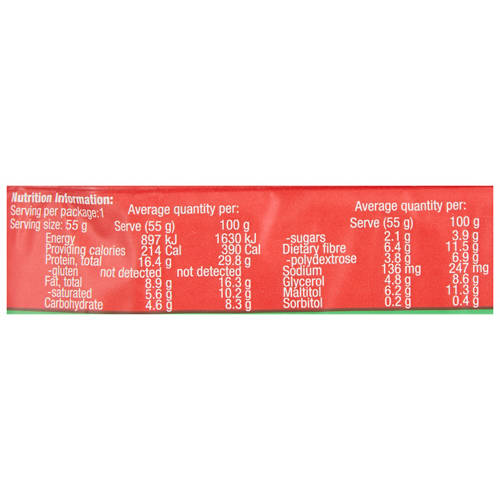 Nutrition Information:
Serving per package:1
Serving size: 55 g
Average quantity per:
Serve (55 g) 100 g
Energy 897 kJ 1630 kJ
Providing calories 214 Cal 390 Cal
Protein, total 16.4 g 29.8 g
-gluten not detected not detected
Fat, total 8.9 g 16.3 g
-saturated 5.6 g 10.2 g
Carbohydrate 4.6 g 8.3 g
Average quantity per:
Serve (55 g) 100 g
-sugars 2.1 g 3.9 g
Dietary fibre 6.4 g 11.5 g
-polydextrose 3.8 g 6.9 g
Sodium 136 mg 247 mg
Glycerol 4.8 g 8.6 g
Maltitol 6.2 g 11.3 g
Sorbitol 0.2 g 0.4 g